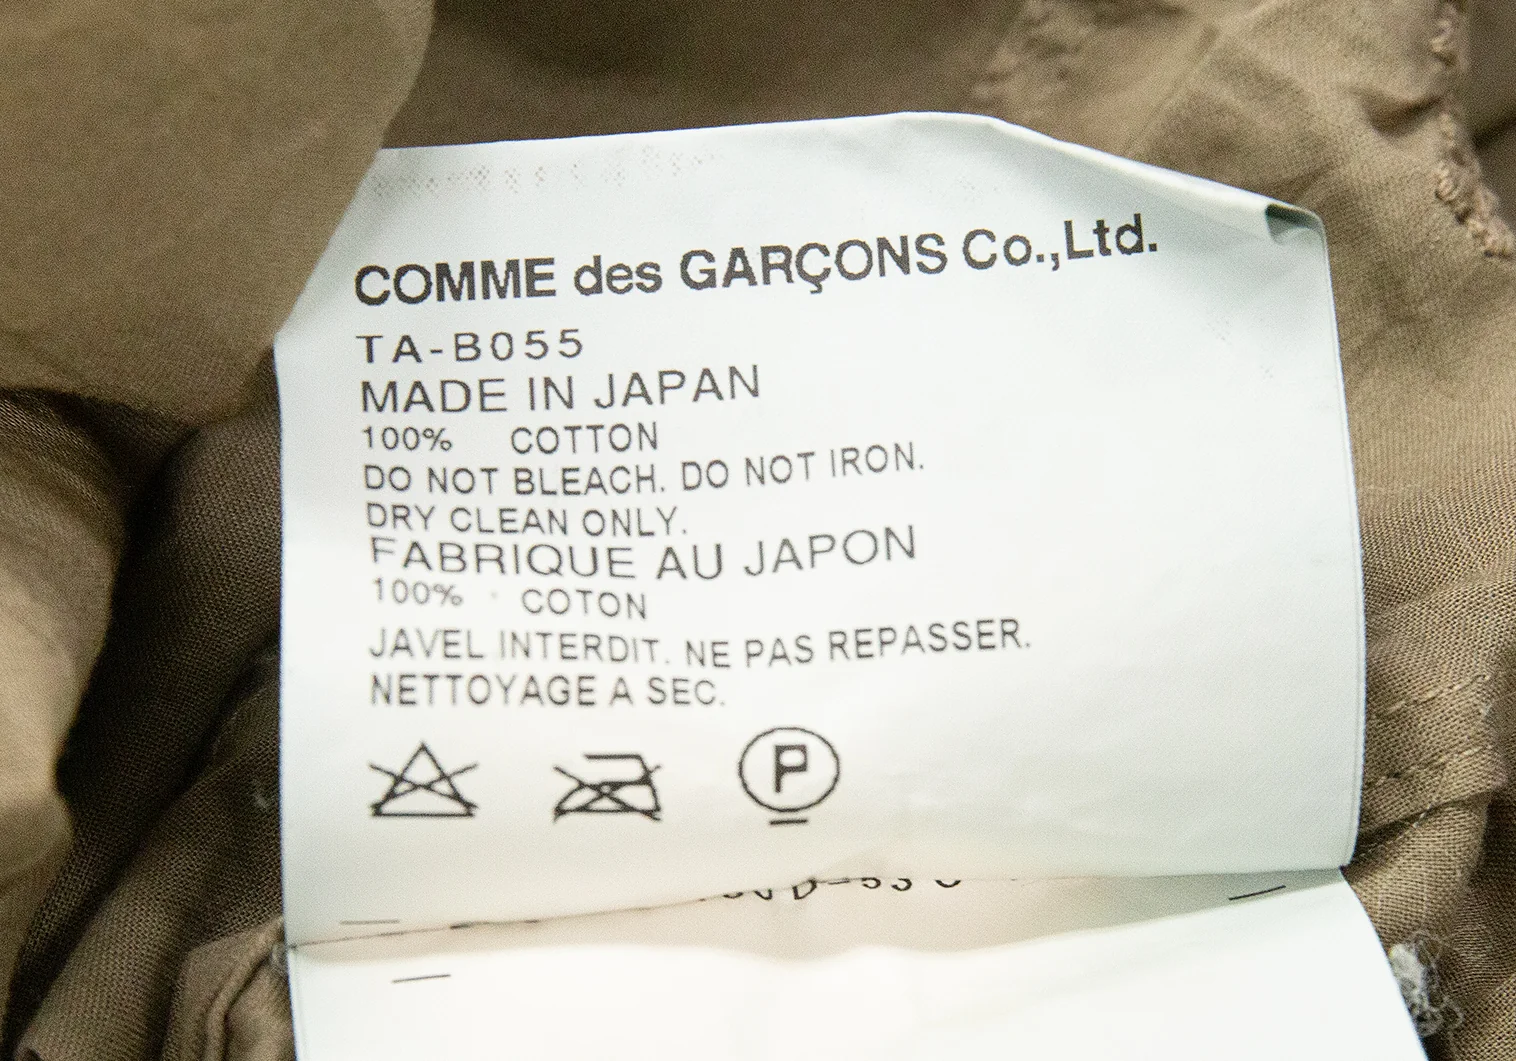 COMME des GARÇONS Co.,Ltd.
TA-B055
MADE IN JAPAN
100% COTTON
DO NOT BLEACH. DO NOT IRON.
DRY CLEAN ONLY.
FABRIQUE AU JAPON
100% COTON
JAVEL INTERDIT. NE PAS REPASSER.
NETTOYAGE A SEC.
P